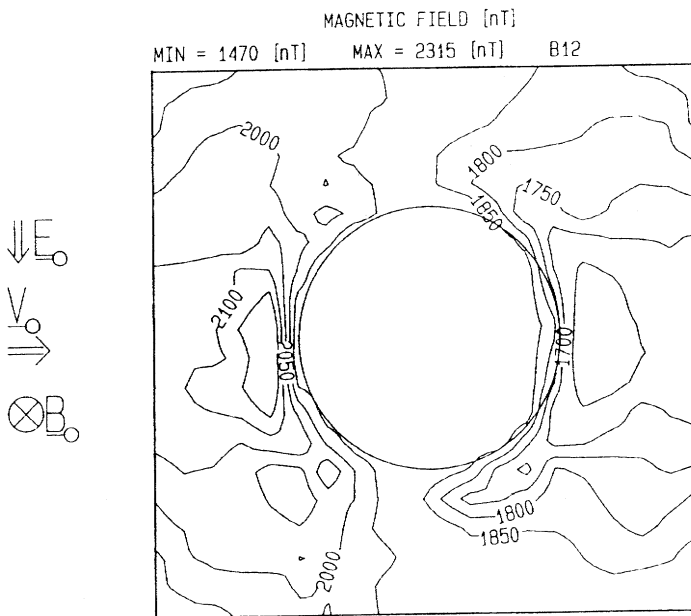 MAGNETIC FIELD [nT]
MIN = 1470 [nT] MAX = 2315 [nT] B12
2000
1800
1750
1850
E₀
2100
V₀
2050
1700
B₀
1800
1850
2000